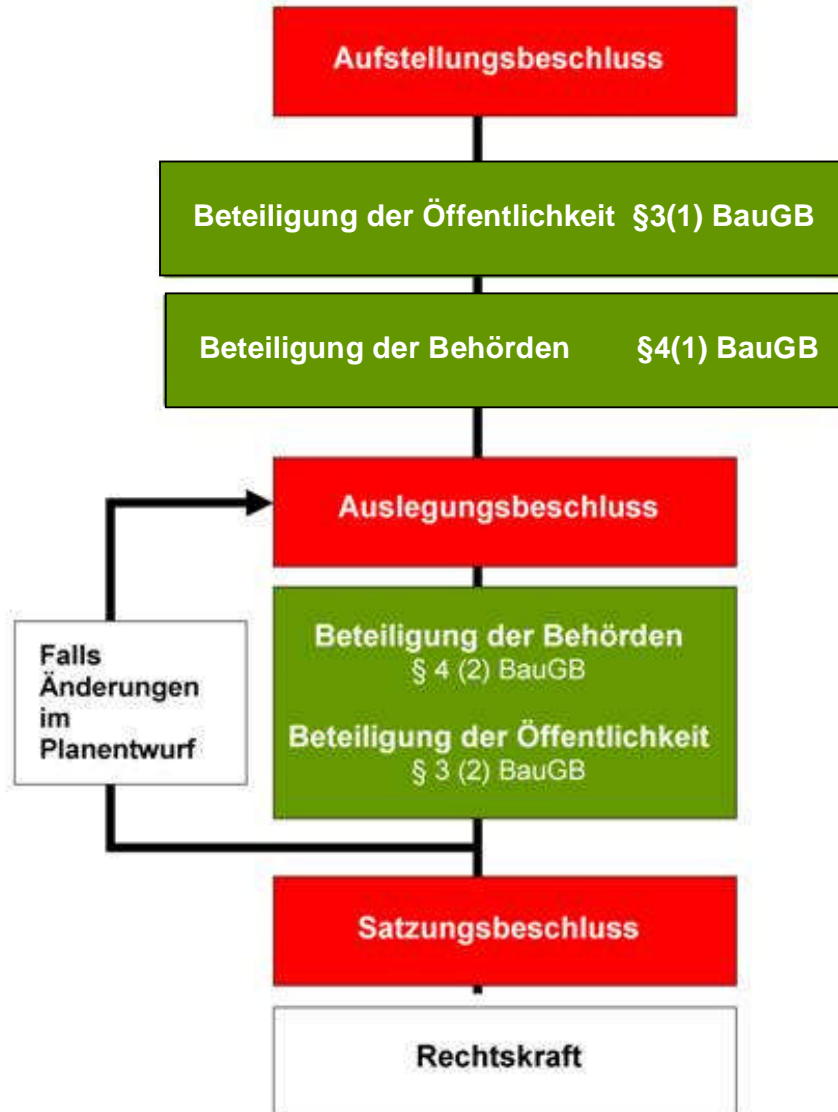 Aufstellungsbeschluss
Beteiligung der Öffentlichkeit §3(1) BauGB
Beteiligung der Behörden §4(1) BauGB
Auslegungsbeschluss
Falls
Änderungen
im
Planentwurf
Beteiligung der Behörden
§ 4 (2) BauGB
Beteiligung der Öffentlichkeit
§ 3 (2) BauGB
Satzungsbeschluss
Rechtskraft